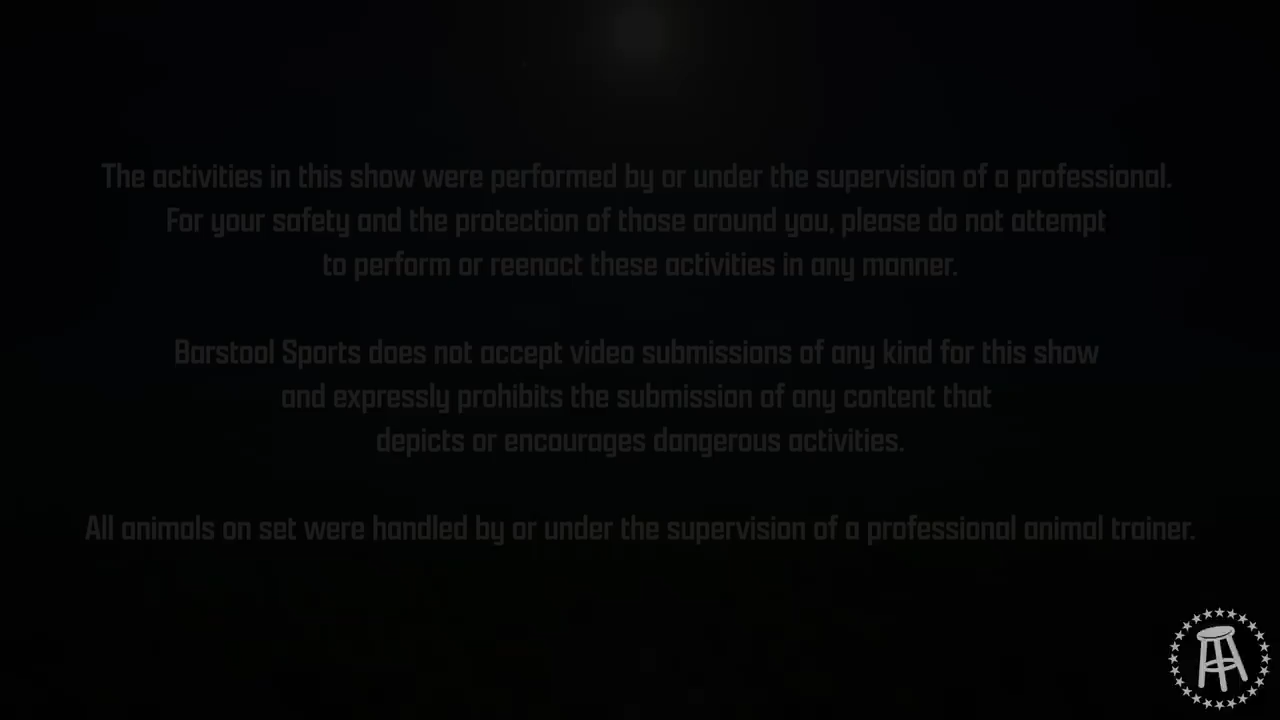 The activities in this show were performed by or under the supervision of a professional.
For your safety and the protection of those around you, please do not attempt
to perform or reenact these activities in any manner.
Barstool Sports does not accept video submissions of any kind for this show
and expressly prohibits the submission of any content that
depicts or encourages dangerous activities.
All animals on set were handled by or under the supervision of a professional animal trainer.